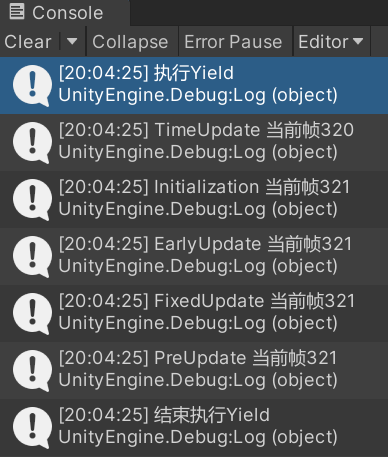 Console
Clear Collapse Error Pause Editor
[20:04:25] 执行Yield
UnityEngine.Debug:Log (object)
[20:04:25] TimeUpdate 当前帧320
UnityEngine.Debug:Log (object)
[20:04:25] Initialization 当前帧321
UnityEngine.Debug:Log (object)
[20:04:25] EarlyUpdate 当前帧321
UnityEngine.Debug:Log (object)
[20:04:25] FixedUpdate 当前帧321
UnityEngine.Debug:Log (object)
[20:04:25] PreUpdate 当前帧321
UnityEngine.Debug:Log (object)
[20:04:25] 结束执行Yield
UnityEngine.Debug:Log (object)